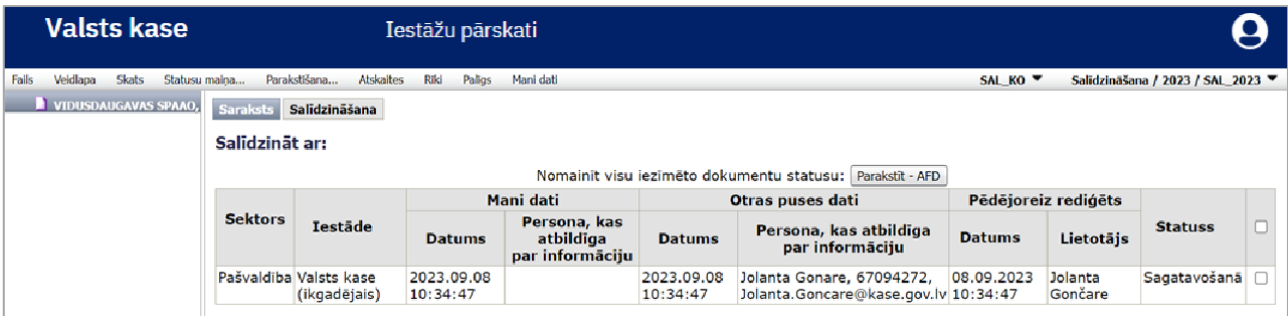 Valsts kase Iestāžu pārskati
Fails Veidlapa Skats Statusu maiņa... Parakstīšana... Atskaites Rīki Palīgs Mani dati SAL_KO Salīdzināšana / 2023 / SAL_2023
VIDUSDAUGAVAS SPAAO,
Saraksts Salīdzināšana
Salīdzināt ar:
Nomainīt visu iezīmēto dokumentu statusu: Parakstīt - AFD
Mani dati Otras puses dati Pēdējoreiz rediģēts
Sektors Iestāde Datums Persona, kas atbildīga par informāciju Datums Persona, kas atbildīga par informāciju Datums Lietotājs Statuss
Pašvaldība Valsts kase 2023.09.08 2023.09.08 Jolanta Gonare, 67094272, 08.09.2023 Jolanta Sagatavošanā
(ikgadējais) 10:34:47 10:34:47 Jolanta.Goncare@kase.gov.lv 10:34:47 Gončare